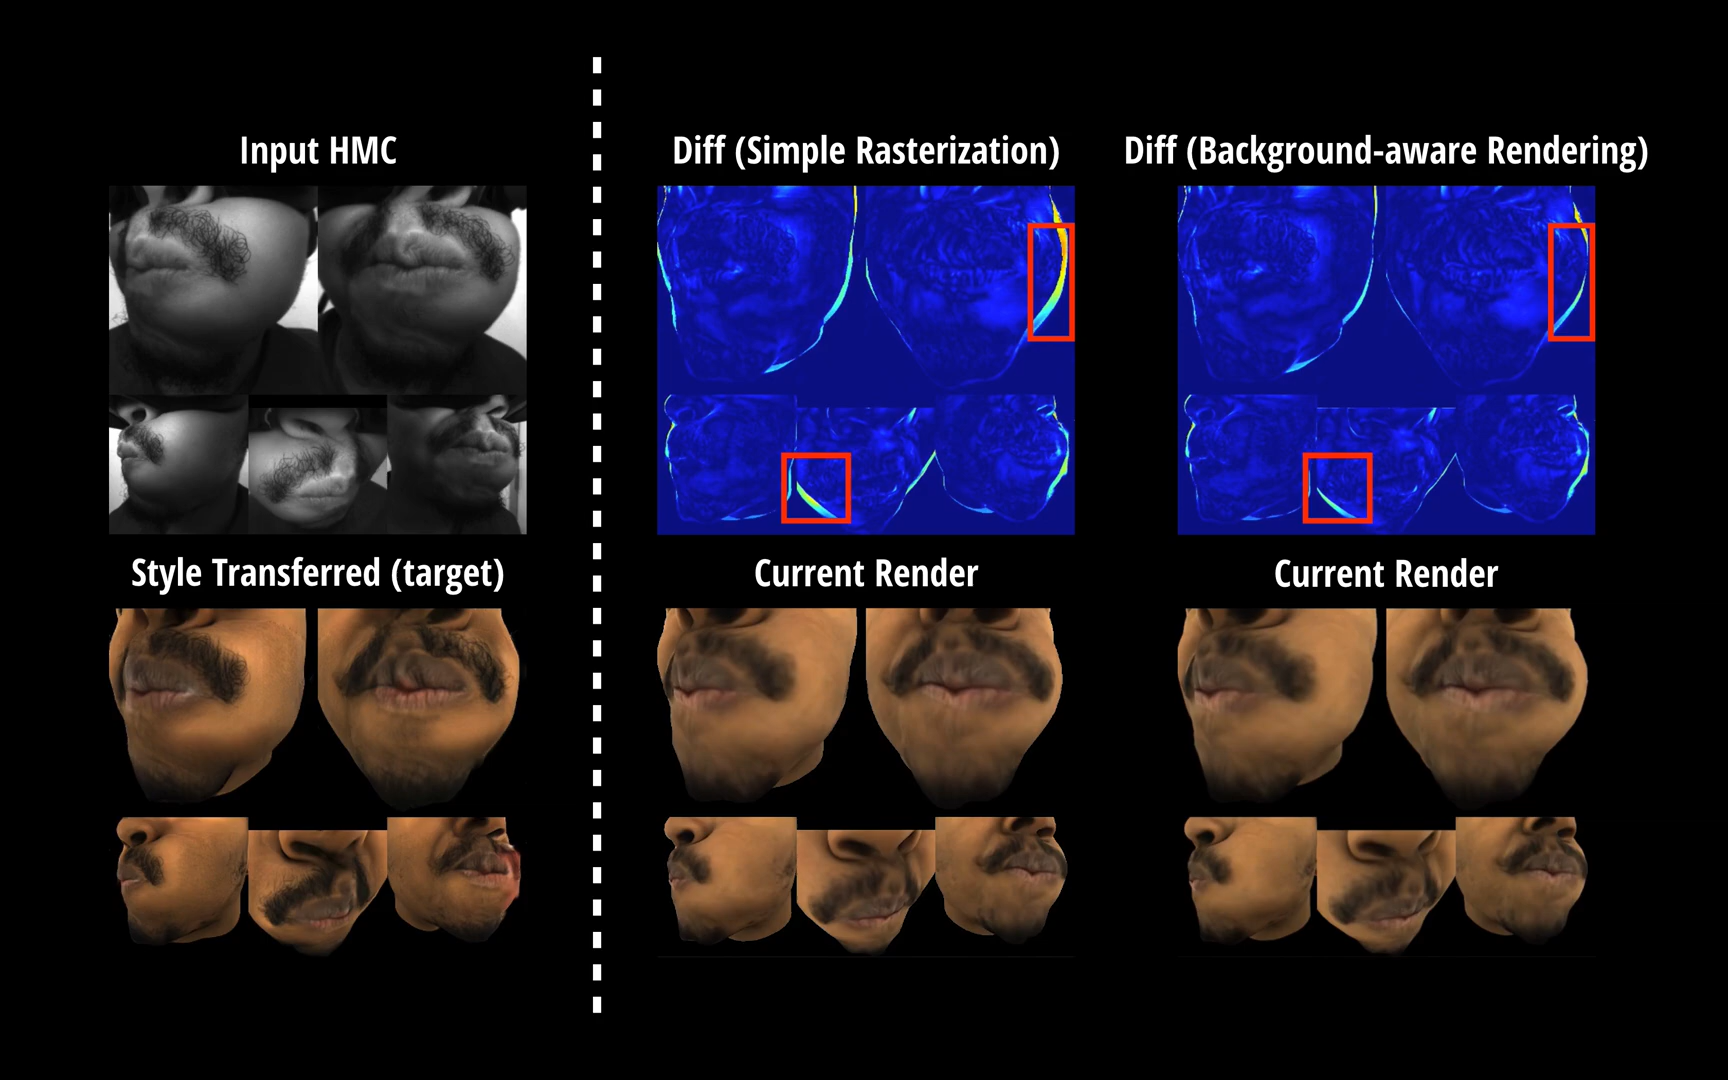 Input HMC
Diff (Simple Rasterization)
Diff (Background-aware Rendering)
Style Transferred (target)
Current Render
Current Render